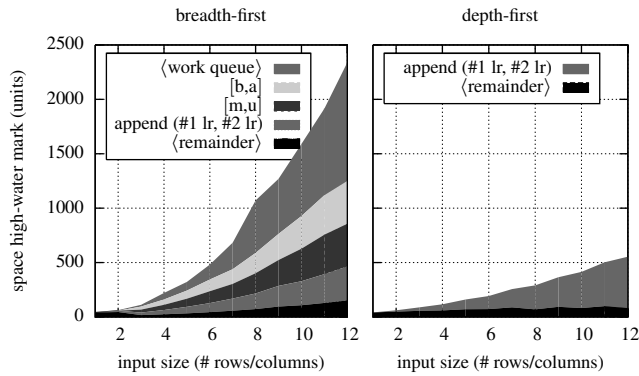 breadth-first
depth-first
2500
2000
1500
1000
500
0
space high-water mark (units)
⟨work queue⟩
[b,a]
[m,u]
append (#1 lr, #2 lr)
⟨remainder⟩
append (#1 lr, #2 lr)
⟨remainder⟩
2 4 6 8 10 12
2 4 6 8 10 12
input size (# rows/columns)
input size (# rows/columns)